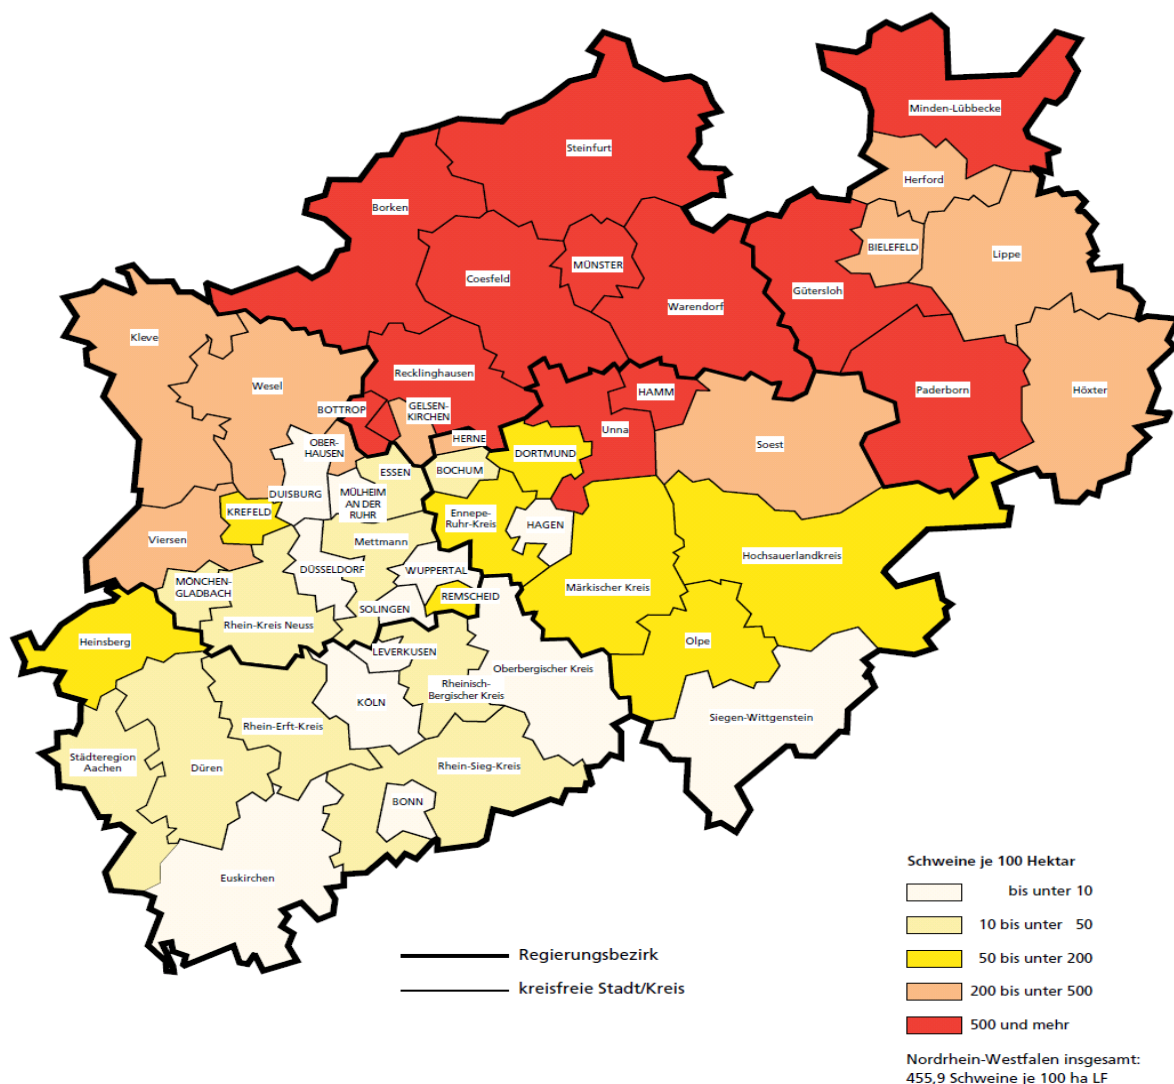 Minden-Lübbecke
Steinfurt
Herford
Borken
BIELEFELD
Lippe
MÜNSTER
Coesfeld
Gütersloh
Warendorf
Kleve
Recklinghausen
Wesel
HAMM
Paderborn
Höxter
BOTTROP
GELSEN-
KIRCHEN
Unna
HERNE
Soest
OBER-
HAUSEN
DORTMUND
ESSEN
BOCHUM
DUISBURG
MÜLHEIM
AN DER
RUHR
KREFELD
Ennepe-
Ruhr-Kreis
HAGEN
Viersen
Mettmann
Hochsauerlandkreis
DÜSSELDORF
WUPPERTAL
MÖNCHEN-
GLADBACH
Märkischer Kreis
REMSCHEID
SOLINGEN
Rhein-Kreis Neuss
Heinsberg
Olpe
LEVERKUSEN
Oberbergischer Kreis
Rheinisch-
Bergischer Kreis
KÖLN
Siegen-Wittgenstein
Rhein-Erft-Kreis
Städteregion
Aachen
Düren
Rhein-Sieg-Kreis
BONN
Euskirchen
Schweine je 100 Hektar
bis unter 10
10 bis unter 50
50 bis unter 200
200 bis unter 500
500 und mehr
Regierungsbezirk
kreisfreie Stadt/Kreis
Nordrhein-Westfalen insgesamt:
455,9 Schweine je 100 ha LF